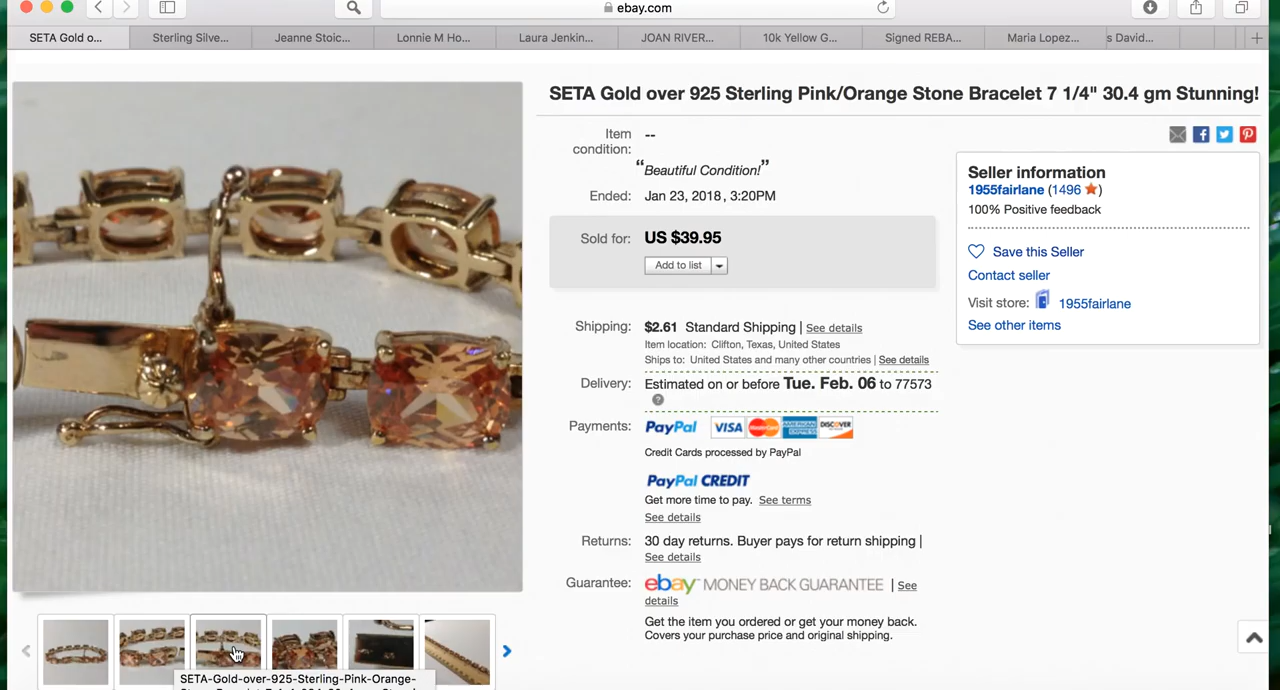 ebay.com
SETA Gold o...
Sterling Silve...
Jeanne Stoic...
Lonnie M Ho...
Laura Jenkin...
JOAN RIVER...
10k Yellow G...
Signed REBA...
Maria Lopez...
s David...
SETA Gold over 925 Sterling Pink/Orange Stone Bracelet 7 1/4" 30.4 gm Stunning!
Item condition: --
“Beautiful Condition!”
Ended: Jan 23, 2018 , 3:20PM
Sold for: US $39.95
Add to list
Shipping: $2.61 Standard Shipping | See details
Item location: Clifton, Texas, United States
Ships to: United States and many other countries | See details
Delivery: Estimated on or before Tue. Feb. 06 to 77573
?
Payments: PayPal VISA MasterCard AMERICAN EXPRESS DISCOVER
Credit Cards processed by PayPal
PayPal CREDIT
Get more time to pay. See terms
See details
Returns: 30 day returns. Buyer pays for return shipping |
See details
Guarantee: ebay MONEY BACK GUARANTEE | See
details
Get the item you ordered or get your money back.
Covers your purchase price and original shipping.
Seller information
1955fairlane (1496 )
100% Positive feedback
Save this Seller
Contact seller
Visit store: 1955fairlane
See other items
SETA-Gold-over-925-Sterling-Pink-Orange-